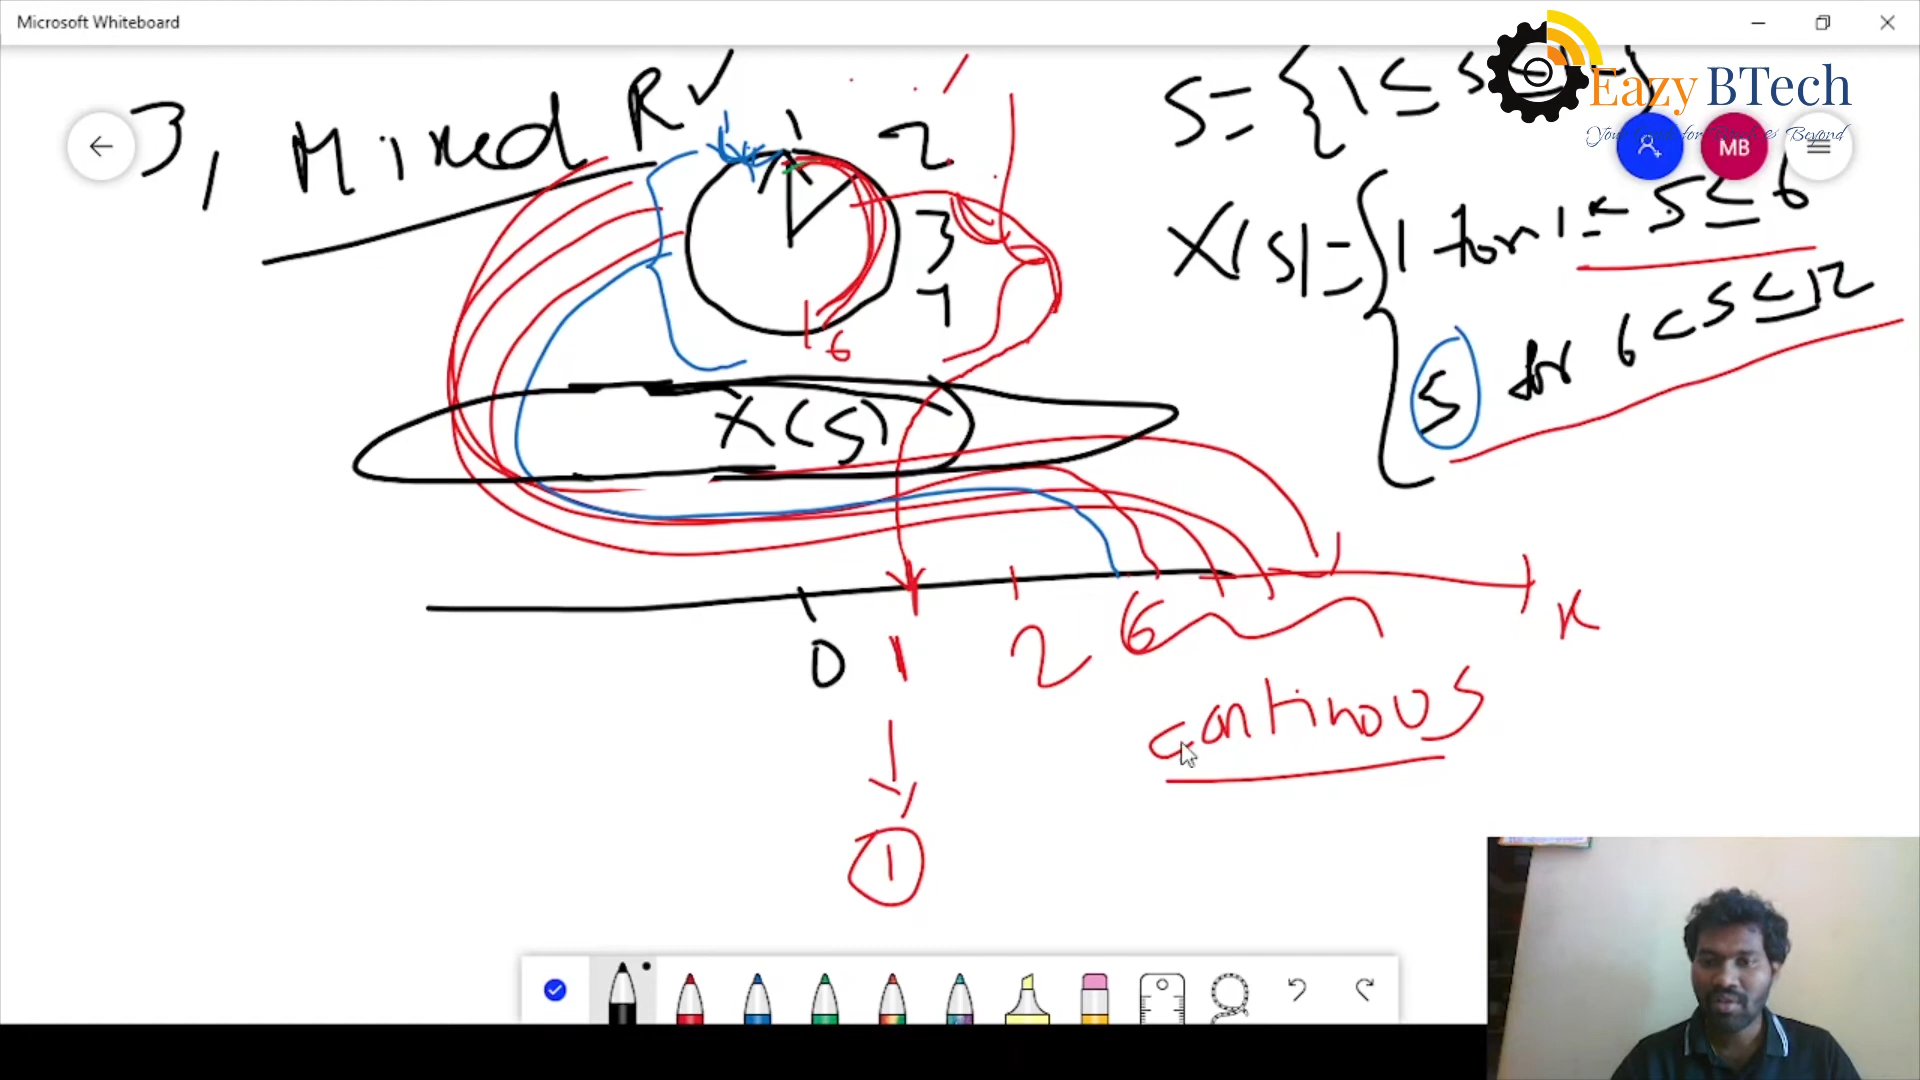 Microsoft Whiteboard
Eazy BTech
3, Mixed RV
S = {1 ≤ S
MB
1 2
3
4
6
X(S) = { 1 for 1 < S ≤ 6
S for 6 < S ≤ 12
X(S)
0 1 2 6 x
continous
1